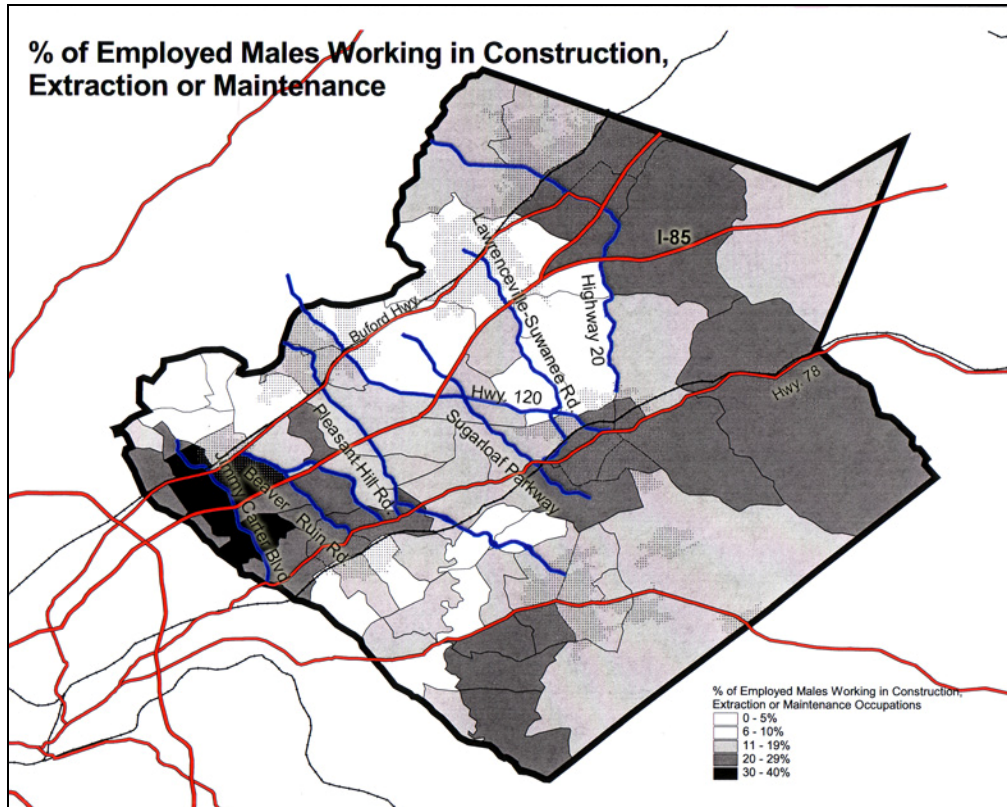 % of Employed Males Working in Construction,
Extraction or Maintenance
I-85
Lawrenceville-Suwanee Rd
Highway 20
Buford Hwy
Hwy. 120
Hwy. 78
Pleasant Hill Rd.
Sugarloaf Parkway
Jimmy Carter Blvd
Beaver Ruin Rd
% of Employed Males Working in Construction,
Extraction or Maintenance Occupations
0 - 5%
6 - 10%
11 - 19%
20 - 29%
30 - 40%